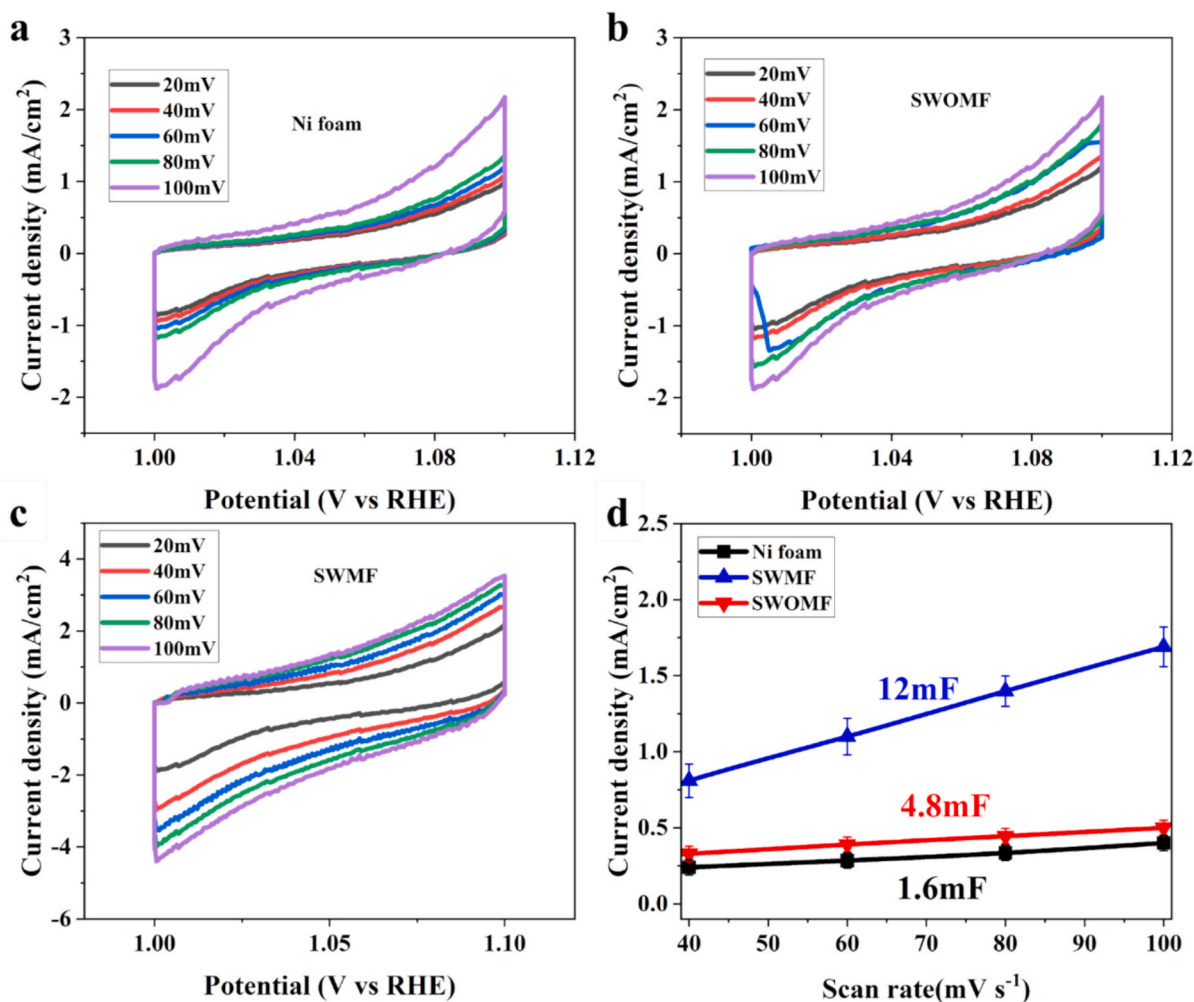 a
3
2
1
0
-1
-2
1.00
1.04
1.08
1.12
20mV
40mV
60mV
80mV
100mV
Ni foam
Current density (mA/cm²)
Potential (V vs RHE)
b
3
2
1
0
-1
-2
1.00
1.04
1.08
1.12
20mV
40mV
60mV
80mV
100mV
SWOMF
Current density(mA/cm²)
Potential (V vs RHE)
c
4
2
0
-2
-4
-6
1.00
1.05
1.10
20mV
40mV
60mV
80mV
100mV
SWMF
Current density (mA/cm²)
Potential (V vs RHE)
d
2.5
2.0
1.5
1.0
0.5
0.0
40
50
60
70
80
90
100
Ni foam
SWMF
SWOMF
12mF
4.8mF
1.6mF
Current density (mA/cm²)
Scan rate(mV s⁻¹)